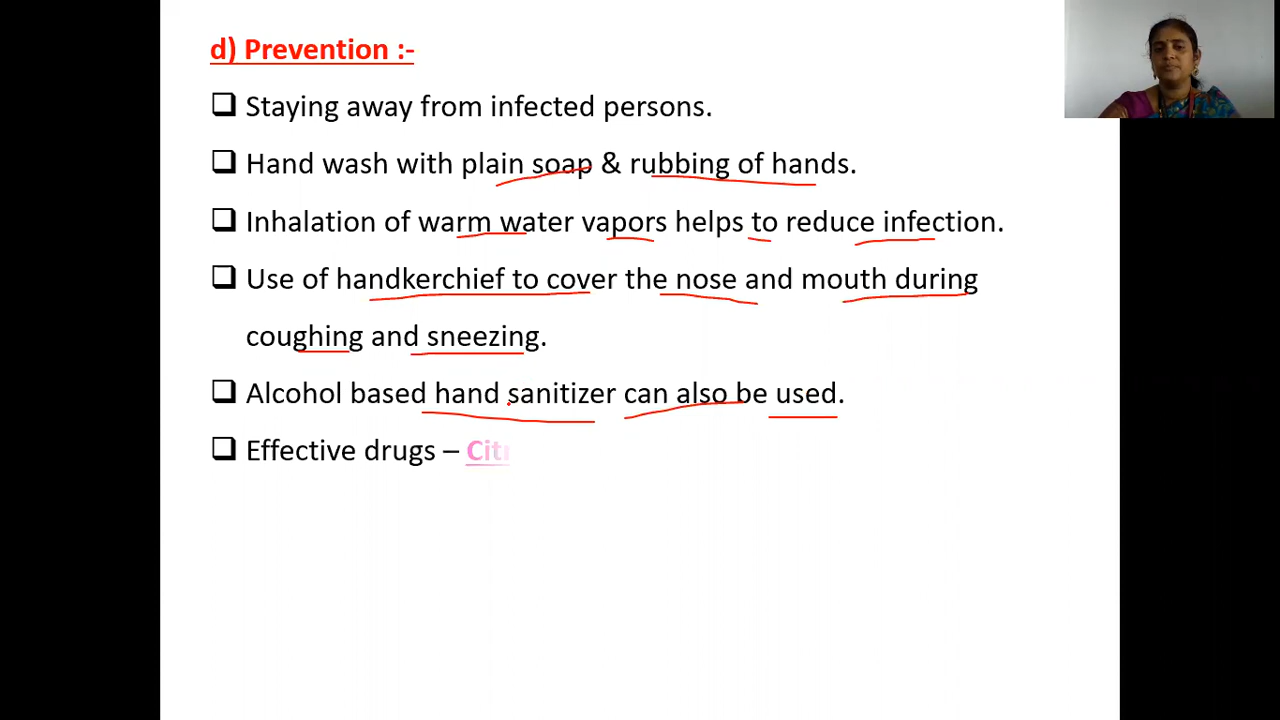 d) Prevention :-
Staying away from infected persons.
Hand wash with plain soap & rubbing of hands.
Inhalation of warm water vapors helps to reduce infection.
Use of handkerchief to cover the nose and mouth during
coughing and sneezing.
Alcohol based hand sanitizer can also be used.
Effective drugs –